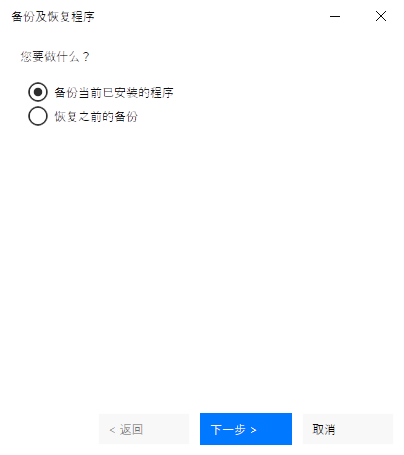 备份及恢复程序
您要做什么？
备份当前已安装的程序
恢复之前的备份
< 返回
下一步 >
取消